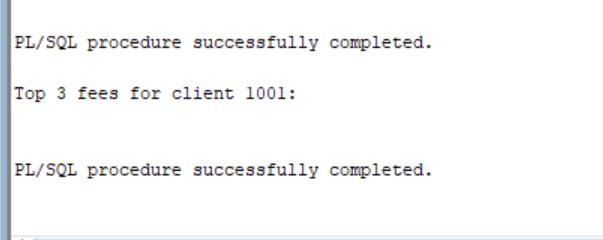 PL/SQL procedure successfully completed.
Top 3 fees for client 1001:
PL/SQL procedure successfully completed.